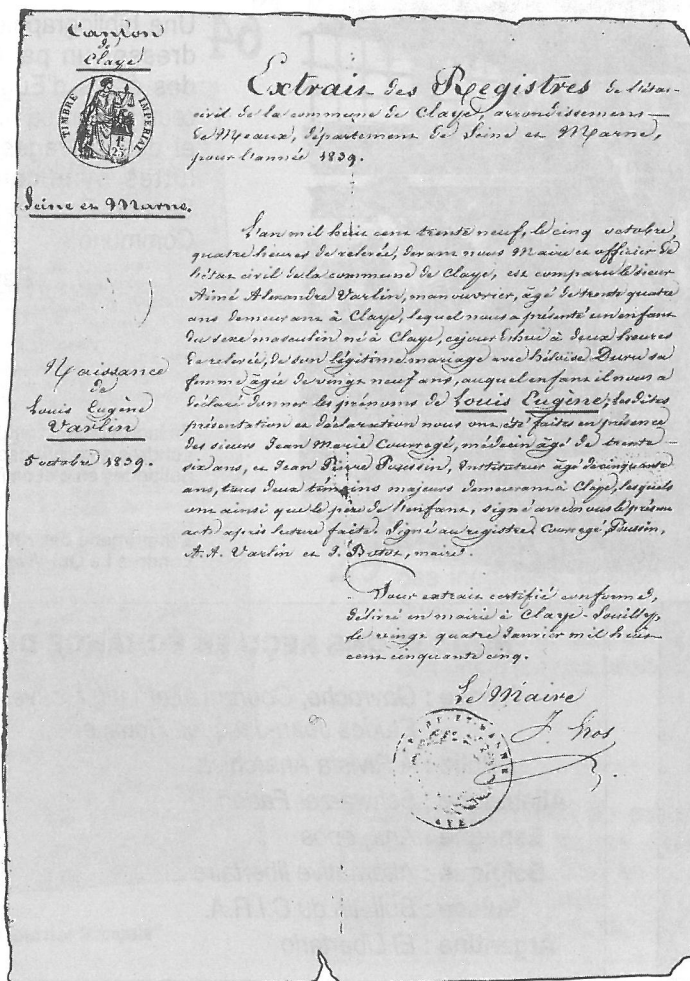 Canton
de
Claye
TIMBRE IMPERIAL
1F
25
Seine et Marne.
Naissance
de
Louis Eugène
Varlin
5 octobre 1839.
Extrait des Registres de l'état
civil de la commune de Claye, arrondissement
de Meaux, département de Seine et Marne,
pour l'année 1839.
L'an mil huit cent trente neuf, le cinq octobre,
quatre heures de relevée, devant nous Maire et officier de
l'état civil de la commune de Claye, est comparu le sieur
Aimé Alexandre Varlin, manouvrier, âgé de trente quatre
ans demeurant à Claye, lequel nous a présenté un enfant
du sexe masculin né à Claye, cejourd'hui à deux heures
de relevée, de son légitime mariage avec héloïse Duru sa
femme âgée de vingt neuf ans, auquel enfant il nous a
déclaré donner les prénoms de Louis Eugène; lesdites
présentation et déclaration nous ont été faites en présence
des sieurs Jean Marie Courregé, médecin âgé de trente
six ans, et Jean Pierre Poussin, Instituteur âgé de cinquante
ans, tous deux témoins majeurs demeurant à Claye, lesquels
ont ainsi que le père de l'enfant, signé avec nous le présent
acte après lecture faite. Signé au registre, Courregé, Poussin,
A. A. Varlin et J. Botot, maire.
Pour extrait certifié conforme,
délivré en mairie à Claye-Souilly,
le vingt quatre Janvier mil huit
cent cinquante cinq.
Le Maire
J. Gros